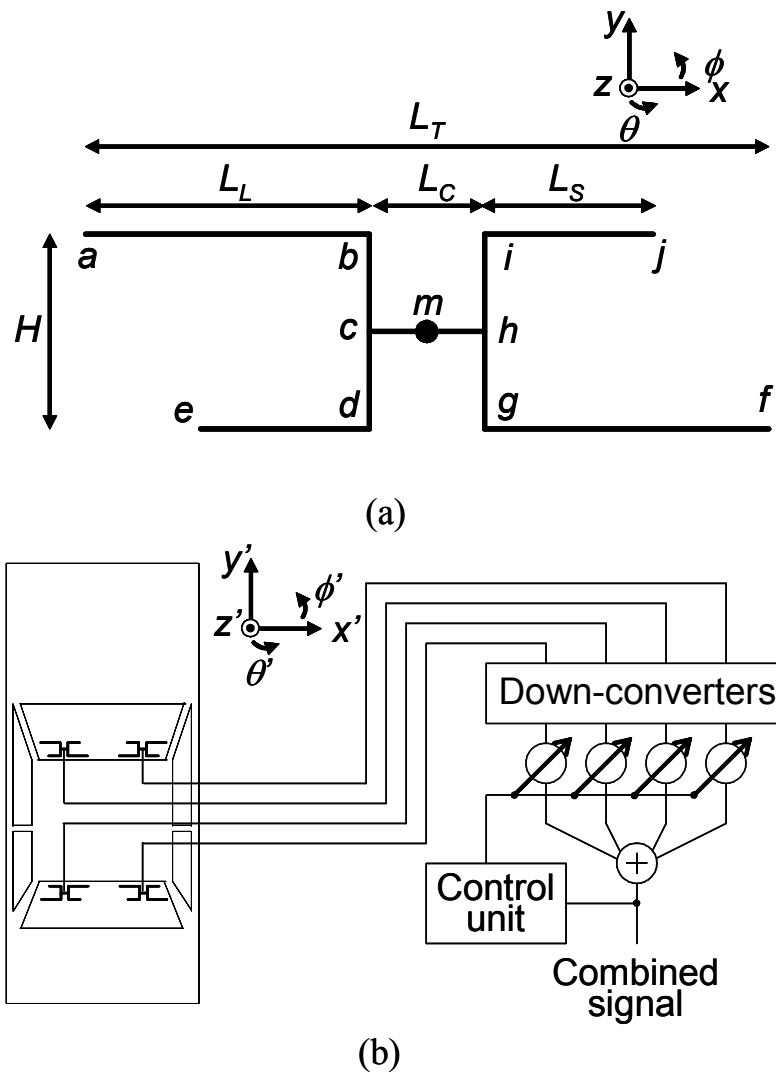 y
ϕ
z x
θ
L_T
L_L L_C L_S
a b i j
H c m h
e d g f
(a)
y’
ϕ’
z’ x’
θ’
Down-converters
+
Control
unit
Combined
signal
(b)